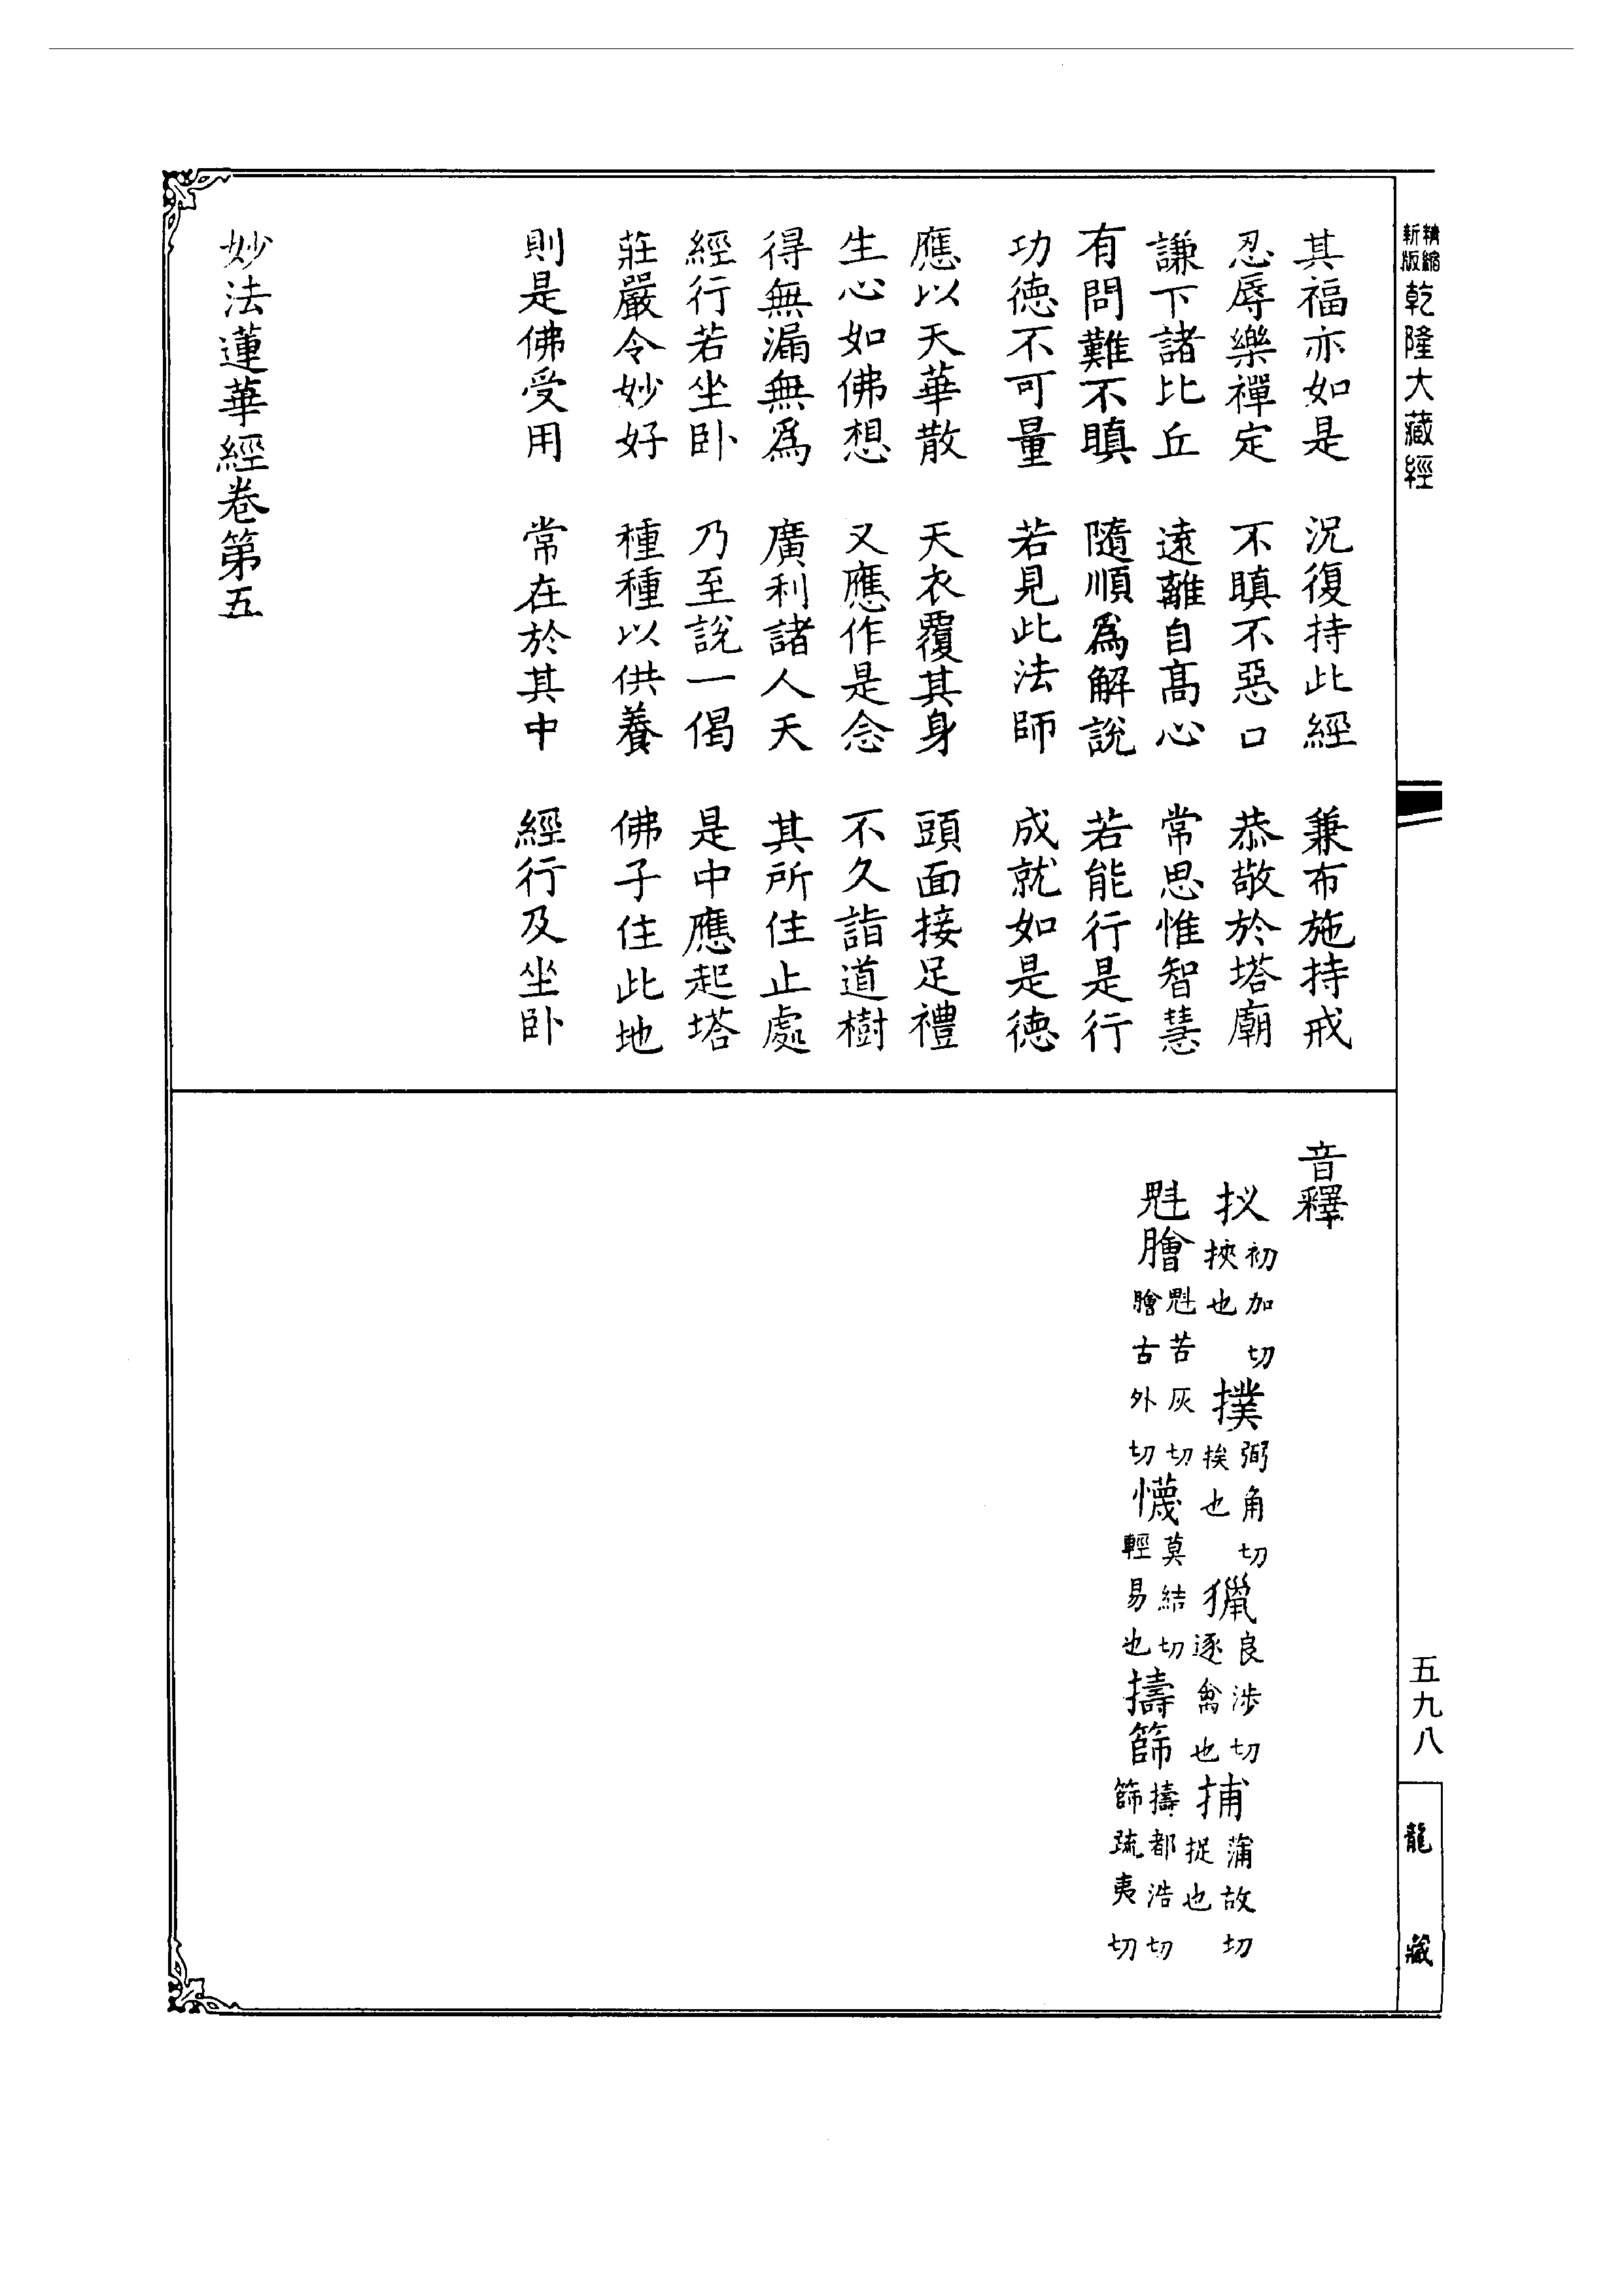 精縮新版乾隆大藏經
其福亦如是　況復持此經　兼布施持戒
忍辱樂禪定　不瞋不惡口　恭敬於塔廟
謙下諸比丘　遠離自高心　常思惟智慧
有問難不瞋　隨順爲解說　若能行是行
功德不可量　若見此法師　成就如是德
應以天華散　天衣覆其身　頭面接足禮
生心如佛想　又應作是念　不久詣道樹
得無漏無爲　廣利諸人天　其所住止處
經行若坐卧　乃至說一偈　是中應起塔
莊嚴令妙好　種種以供養　佛子住此地
則是佛受用　常在於其中　經行及坐卧
妙法蓮華經卷第五
音釋
扠初加切挾也撲弼角切挨也獵良涉切逐禽也捕蒲故切捉也
魁膾魁苦灰切膾古外切懱莫結切輕易也擣篩擣都浩切篩疏夷切
五九八
龍藏